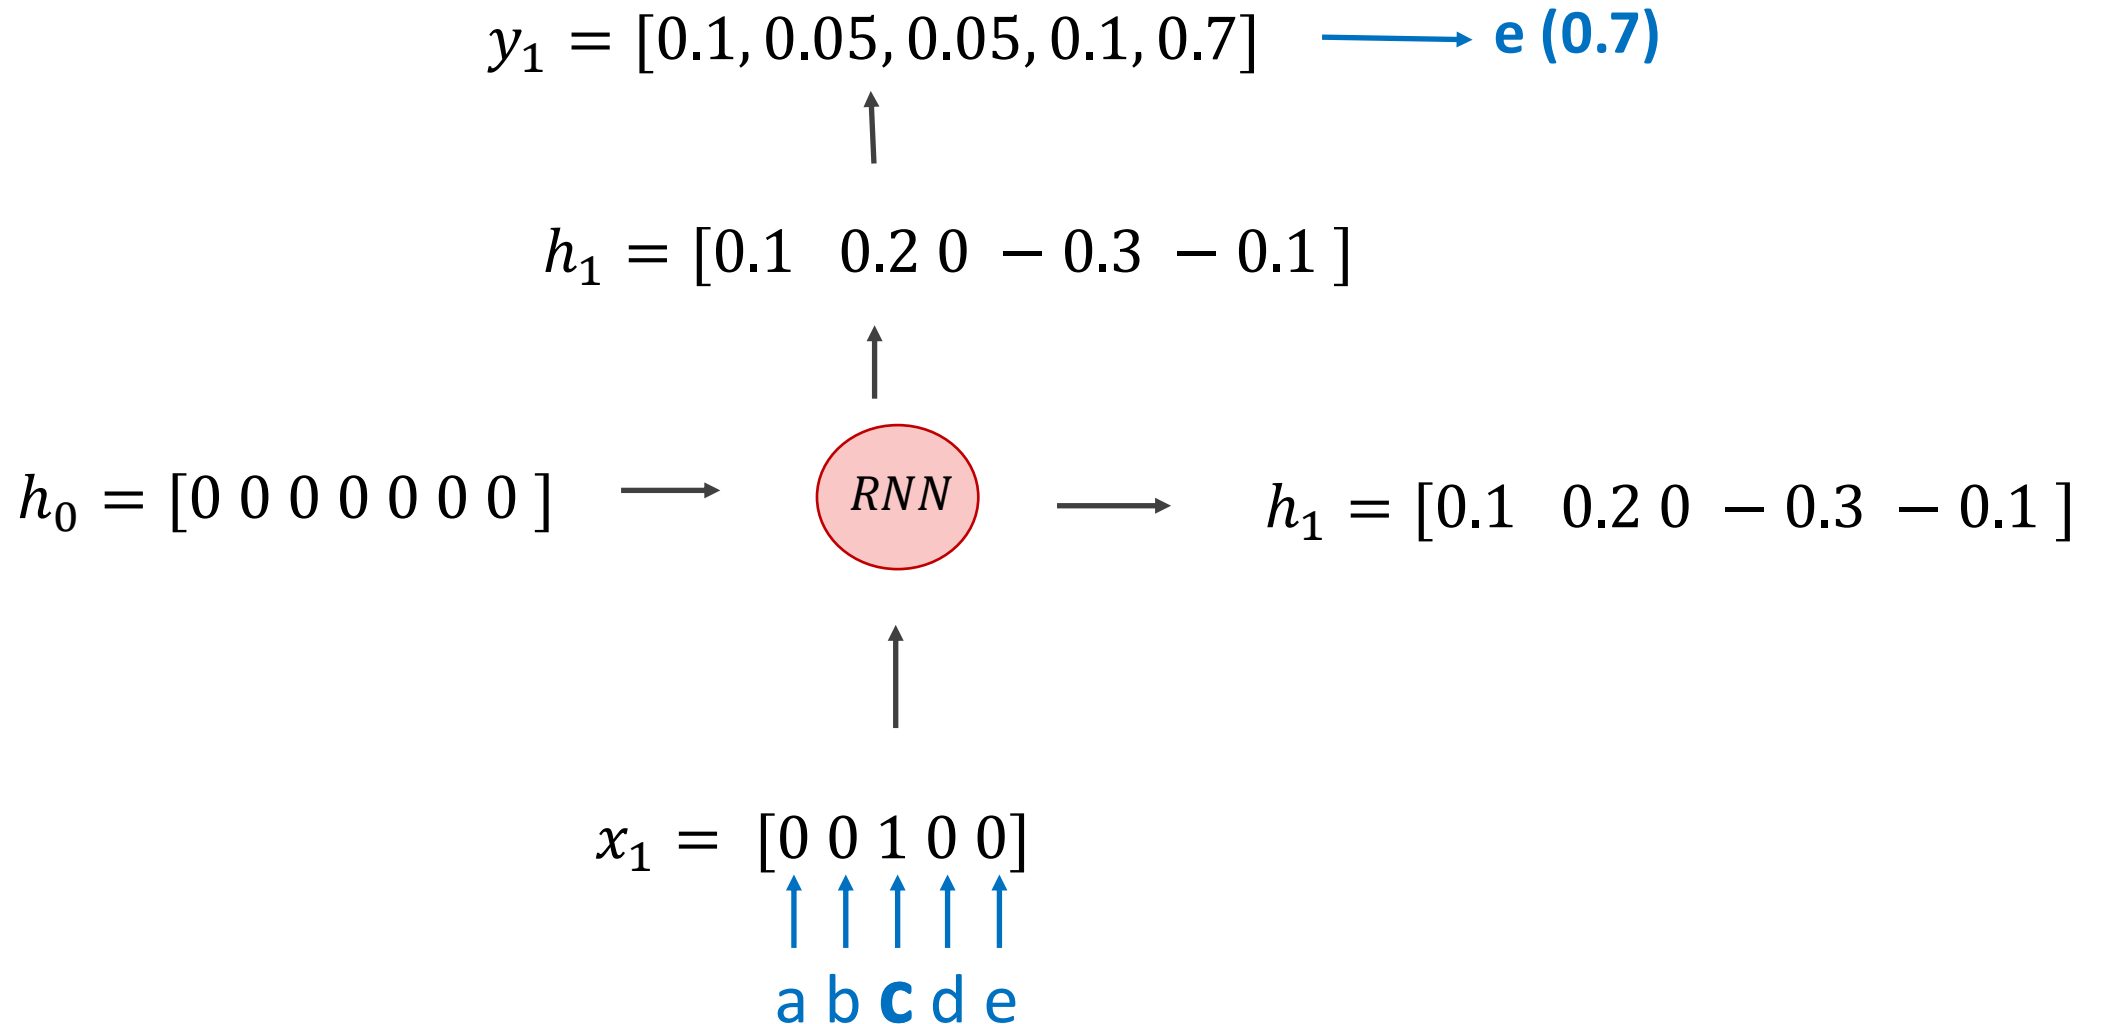 y₁ = [0.1, 0.05, 0.05, 0.1, 0.7] e (0.7)
h₁ = [0.1 0.2 0 − 0.3 − 0.1 ]
h₀ = [0 0 0 0 0 0 0 ] RNN h₁ = [0.1 0.2 0 − 0.3 − 0.1 ]
x₁ = [0 0 1 0 0]
a b c d e